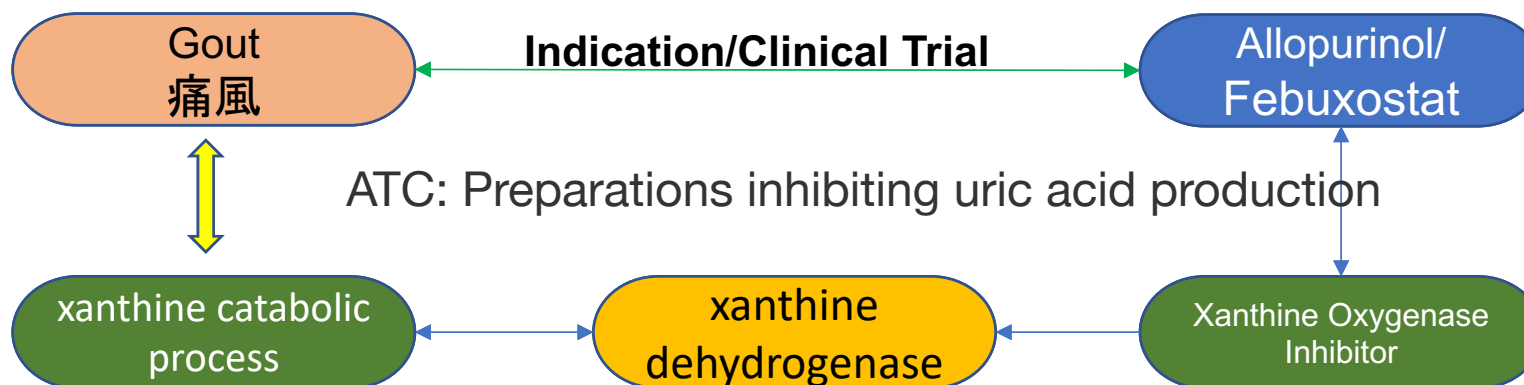 Gout
痛風
Indication/Clinical Trial
Allopurinol/
Febuxostat
ATC: Preparations inhibiting uric acid production
xanthine catabolic
process
xanthine
dehydrogenase
Xanthine Oxygenase
Inhibitor